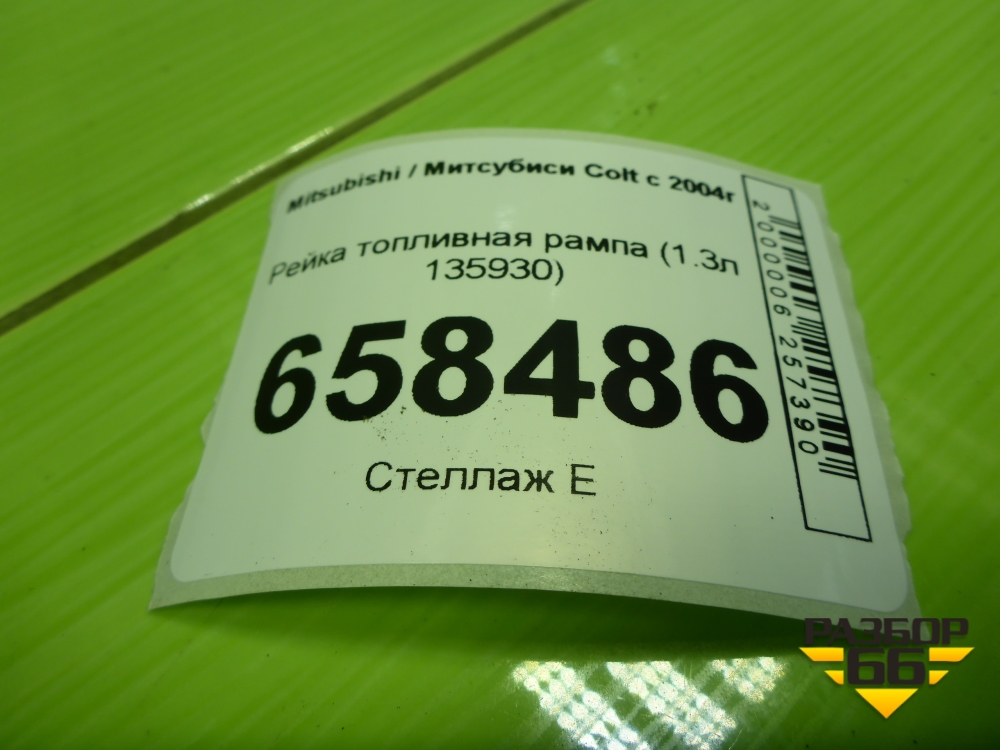 Mitsubishi / Митсубиси Colt с 2004г
Рейка топливная рампа (1.3л
135930)
658486
Стеллаж Е
2000006257390
РАЗБОР
66